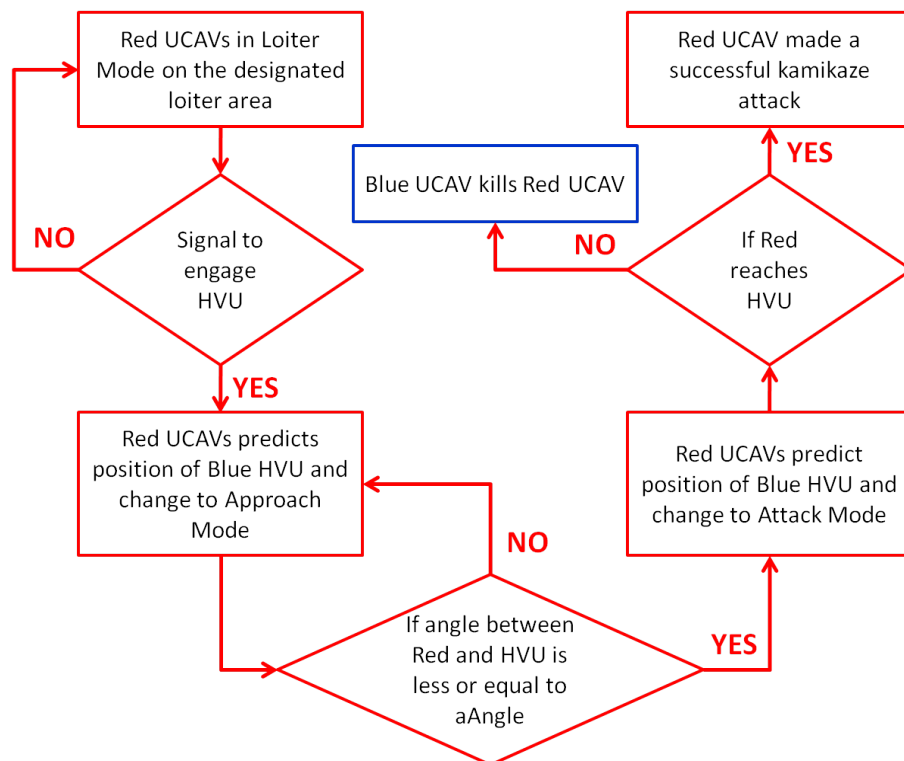 Red UCAVs in Loiter
Mode on the designated
loiter area
NO
Signal to
engage
HVU
YES
Red UCAVs predicts
position of Blue HVU and
change to Approach
Mode
If angle between
Red and HVU is
less or equal to
aAngle
NO
YES
Red UCAVs predict
position of Blue HVU and
change to Attack Mode
If Red
reaches
HVU
NO
Blue UCAV kills Red UCAV
YES
Red UCAV made a
successful kamikaze
attack